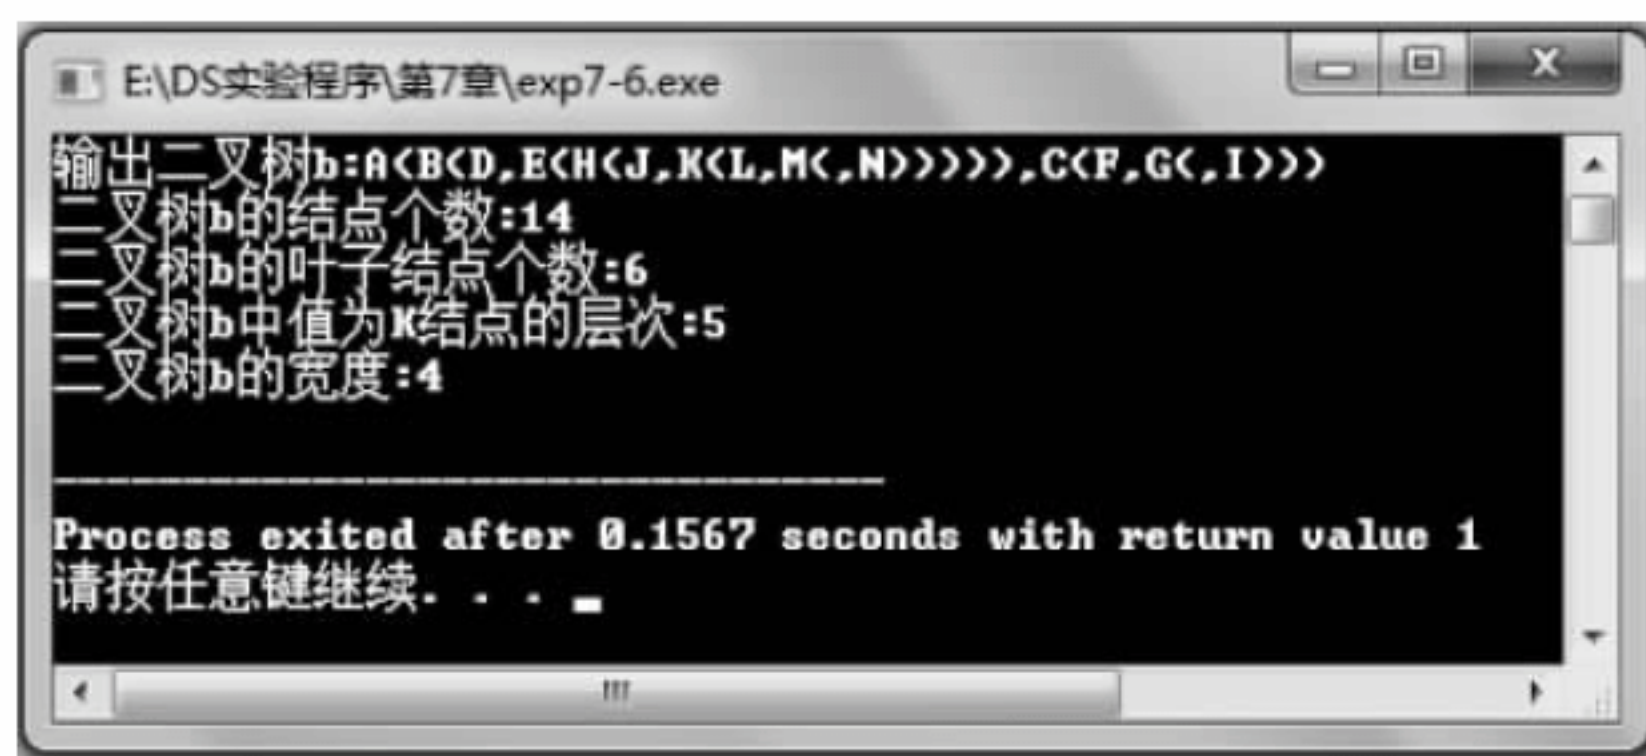 E:\DS实验程序\第7章\exp7-6.exe
输出二叉树b:A(B(D,E(H(J,K(L,M(,N))))),C(F,G(,I)))
二叉树b的结点个数:14
二叉树b的叶子结点个数:6
二叉树b中值为K结点的层次:5
二叉树b的宽度:4
--------------------------------
Process exited after 0.1567 seconds with return value 1
请按任意键继续. . .